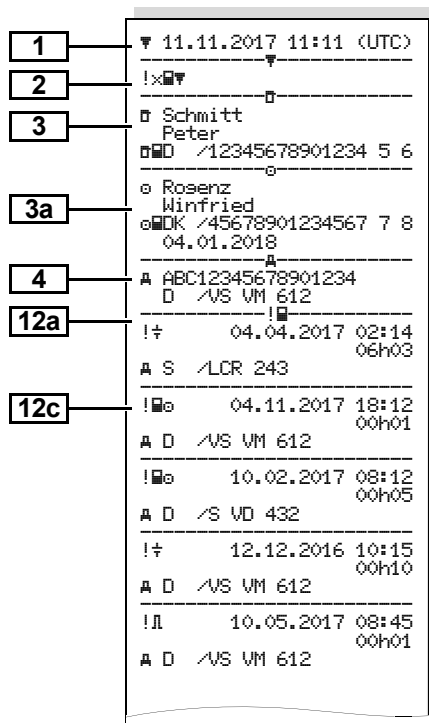 1 ▼ 11.11.2017 11:11 (UTC)
----------▼----------
2 !x▼
3 Schmitt
Peter
D /12345678901234 5 6
3a Rogenz
Winfried
DK /45678901234567 7 8
04.01.2018
4 A ABC12345678901234
D /VS VM 612
12a !÷ 04.04.2017 02:14
06h03
A S /LCR 243
12c ! 04.11.2017 18:12
00h01
A D /VS VM 612
! 10.02.2017 08:12
00h05
A D /S VD 432
!÷ 12.12.2016 10:15
00h10
A D /VS VM 612
! 10.05.2017 08:45
00h01
A D /VS VM 612